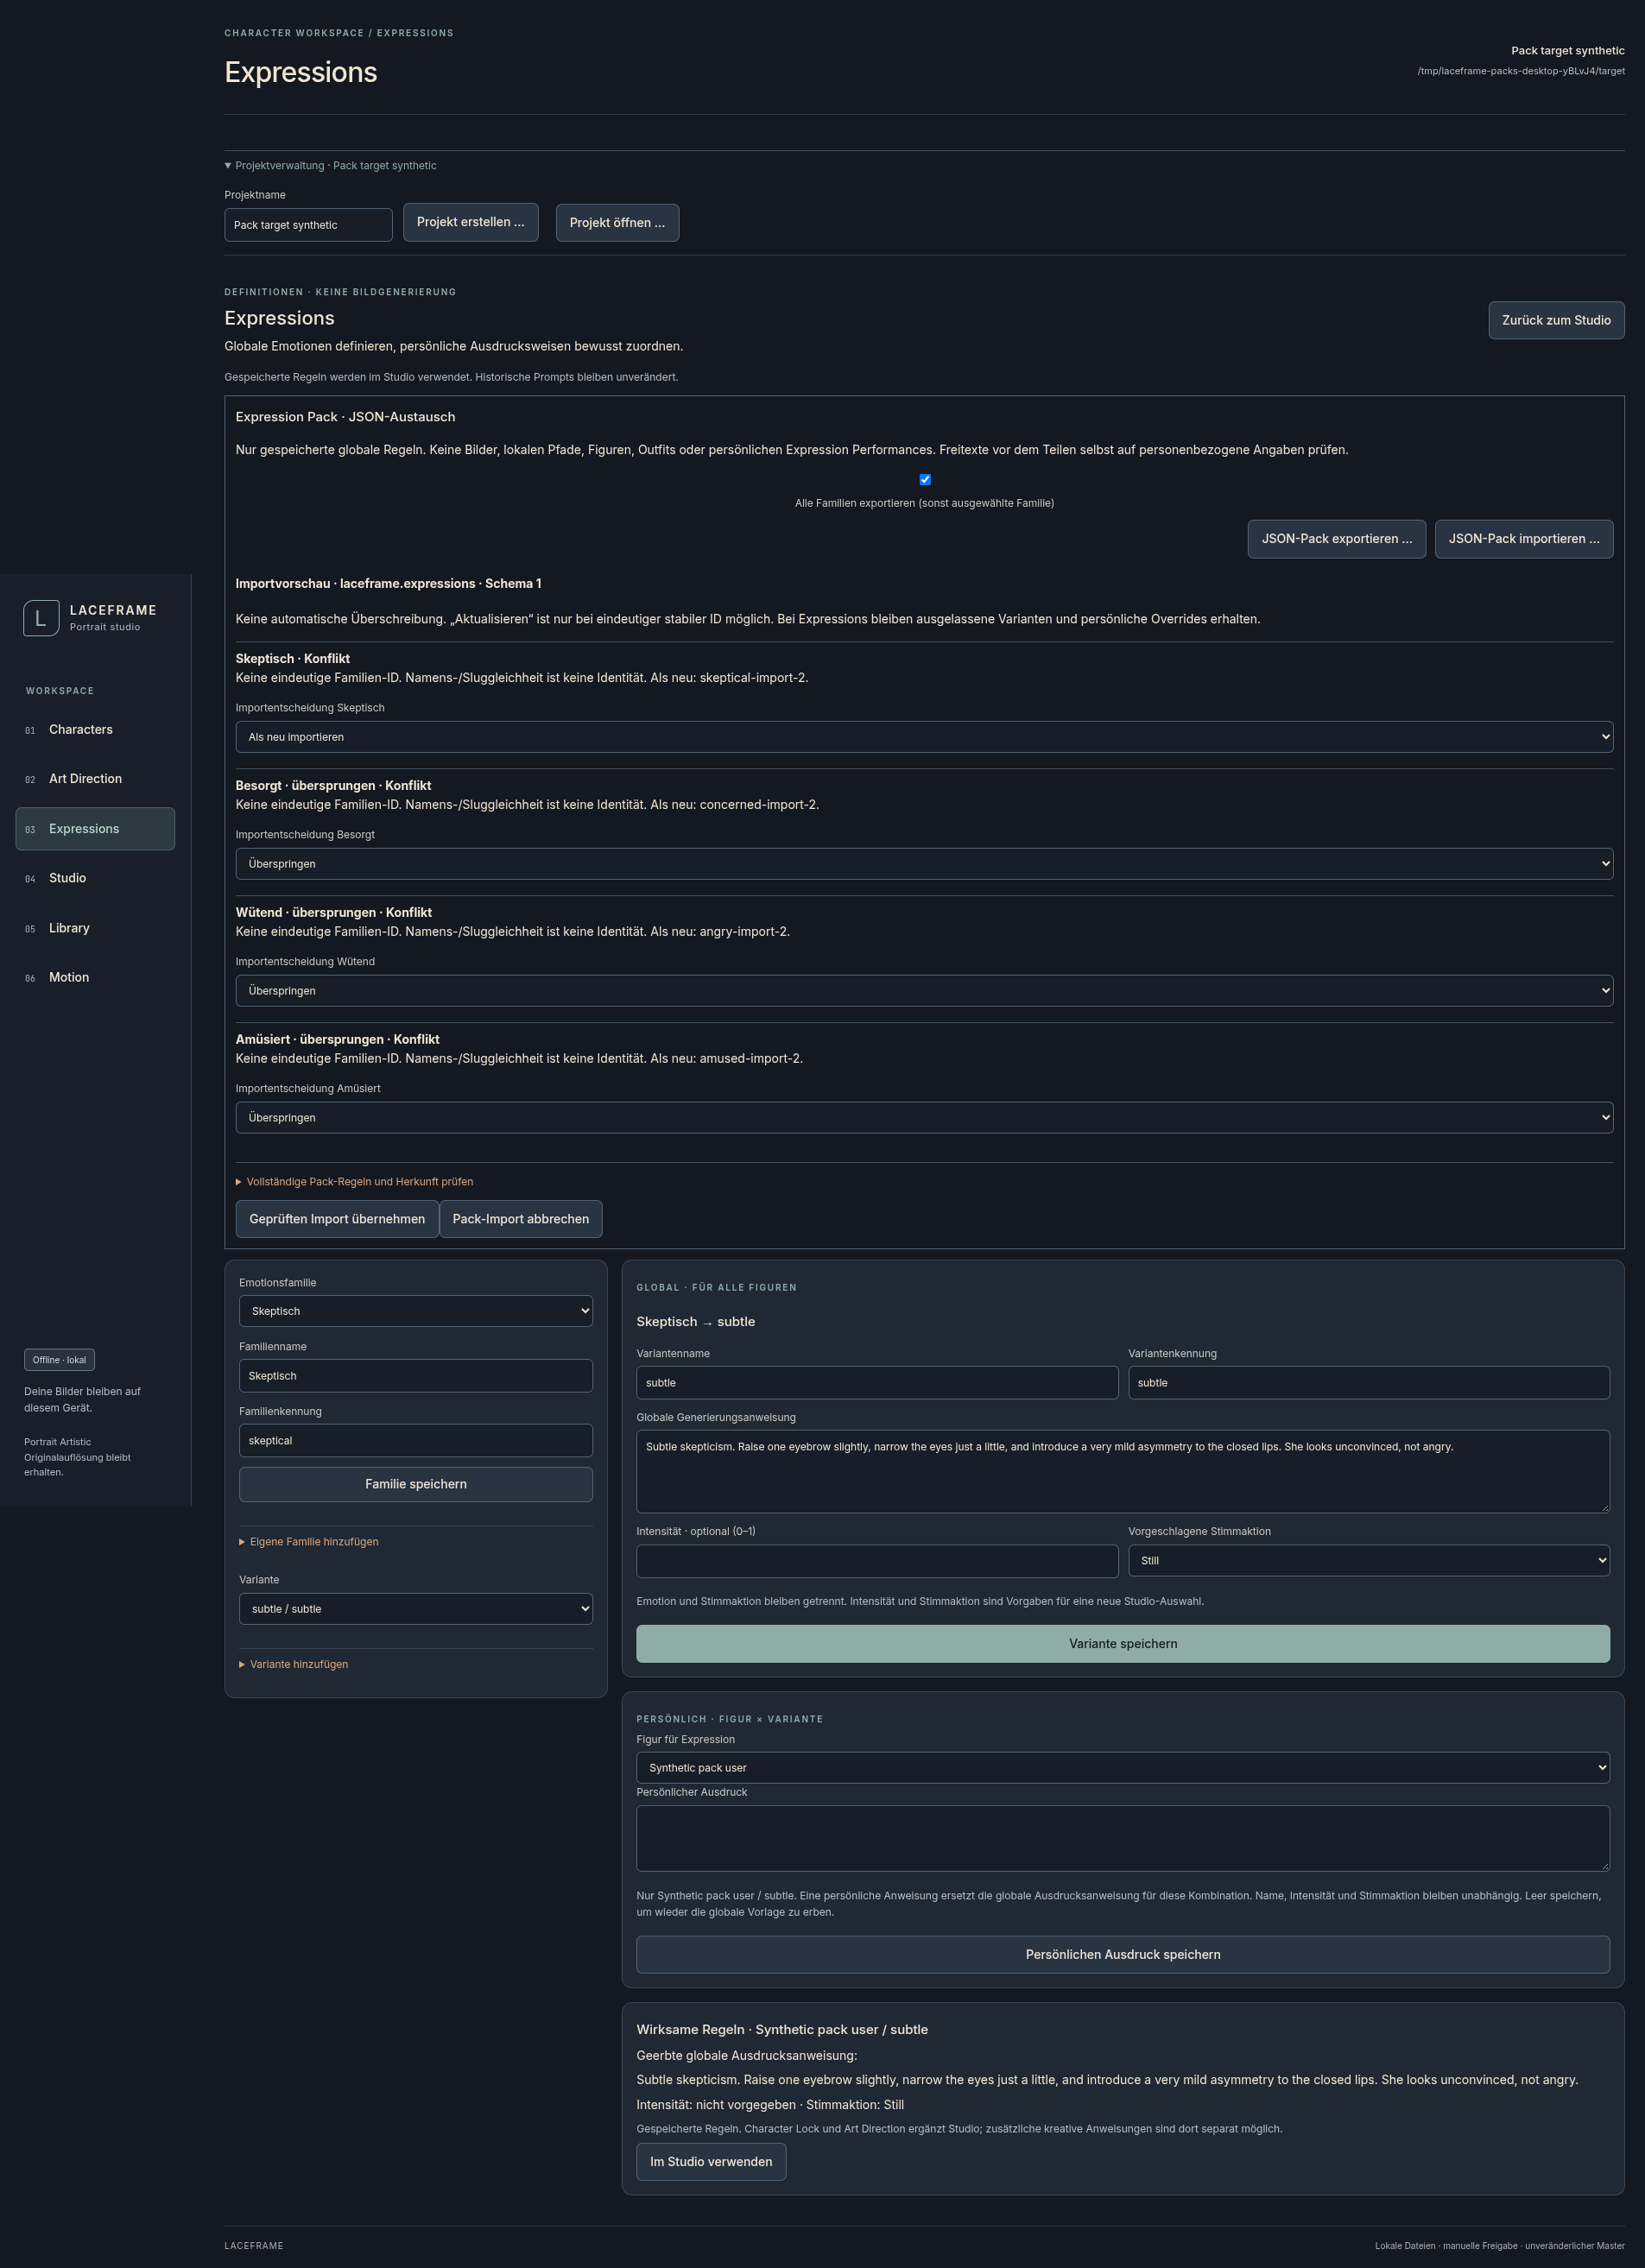 CHARACTER WORKSPACE / EXPRESSIONS
Expressions
Pack target synthetic
/tmp/laceframe-packs-desktop-yBLvJ4/target
▼ Projektverwaltung · Pack target synthetic
Projektname
Pack target synthetic
Projekt erstellen …
Projekt öffnen …
DEFINITIONEN · KEINE BILDGENERIERUNG
Expressions
Globale Emotionen definieren, persönliche Ausdrucksweisen bewusst zuordnen.
Zurück zum Studio
Gespeicherte Regeln werden im Studio verwendet. Historische Prompts bleiben unverändert.
Expression Pack · JSON-Austausch
Nur gespeicherte globale Regeln. Keine Bilder, lokalen Pfade, Figuren, Outfits oder persönlichen Expression Performances. Freitexte vor dem Teilen selbst auf personenbezogene Angaben prüfen.
Alle Familien exportieren (sonst ausgewählte Familie)
JSON-Pack exportieren …
JSON-Pack importieren …
Importvorschau · laceframe.expressions · Schema 1
Keine automatische Überschreibung. „Aktualisieren“ ist nur bei eindeutiger stabiler ID möglich. Bei Expressions bleiben ausgelassene Varianten und persönliche Overrides erhalten.
Skeptisch · Konflikt
Keine eindeutige Familien-ID. Namens-/Sluggleichheit ist keine Identität. Als neu: skeptical-import-2.
Importentscheidung Skeptisch
Als neu importieren
Besorgt · übersprungen · Konflikt
Keine eindeutige Familien-ID. Namens-/Sluggleichheit ist keine Identität. Als neu: concerned-import-2.
Importentscheidung Besorgt
Überspringen
Wütend · übersprungen · Konflikt
Keine eindeutige Familien-ID. Namens-/Sluggleichheit ist keine Identität. Als neu: angry-import-2.
Importentscheidung Wütend
Überspringen
Amüsiert · übersprungen · Konflikt
Keine eindeutige Familien-ID. Namens-/Sluggleichheit ist keine Identität. Als neu: amused-import-2.
Importentscheidung Amüsiert
Überspringen
▶ Vollständige Pack-Regeln und Herkunft prüfen
Geprüften Import übernehmen
Pack-Import abbrechen
L
LACEFRAME
Portrait studio
WORKSPACE
01 Characters
02 Art Direction
03 Expressions
04 Studio
05 Library
06 Motion
Offline · lokal
Deine Bilder bleiben auf
diesem Gerät.
Portrait Artistic
Originalauflösung bleibt
erhalten.
Emotionsfamilie
Skeptisch
Familienname
Skeptisch
Familienkennung
skeptical
Familie speichern
▶ Eigene Familie hinzufügen
Variante
subtle / subtle
▶ Variante hinzufügen
GLOBAL · FÜR ALLE FIGUREN
Skeptisch → subtle
Variantenname
subtle
Variantenkennung
subtle
Globale Generierungsanweisung
Subtle skepticism. Raise one eyebrow slightly, narrow the eyes just a little, and introduce a very mild asymmetry to the closed lips. She looks unconvinced, not angry.
Intensität · optional (0–1)
Vorgeschlagene Stimmaktion
Still
Emotion und Stimmaktion bleiben getrennt. Intensität und Stimmaktion sind Vorgaben für eine neue Studio-Auswahl.
Variante speichern
PERSÖNLICH · FIGUR × VARIANTE
Figur für Expression
Synthetic pack user
Persönlicher Ausdruck
Nur Synthetic pack user / subtle. Eine persönliche Anweisung ersetzt die globale Ausdrucksanweisung für diese Kombination. Name, Intensität und Stimmaktion bleiben unabhängig. Leer speichern,
um wieder die globale Vorlage zu erben.
Persönlichen Ausdruck speichern
Wirksame Regeln · Synthetic pack user / subtle
Geerbte globale Ausdrucksanweisung:
Subtle skepticism. Raise one eyebrow slightly, narrow the eyes just a little, and introduce a very mild asymmetry to the closed lips. She looks unconvinced, not angry.
Intensität: nicht vorgegeben · Stimmaktion: Still
Gespeicherte Regeln. Character Lock und Art Direction ergänzt Studio; zusätzliche kreative Anweisungen sind dort separat möglich.
Im Studio verwenden
LACEFRAME
Lokale Dateien · manuelle Freigabe · unveränderlicher Master